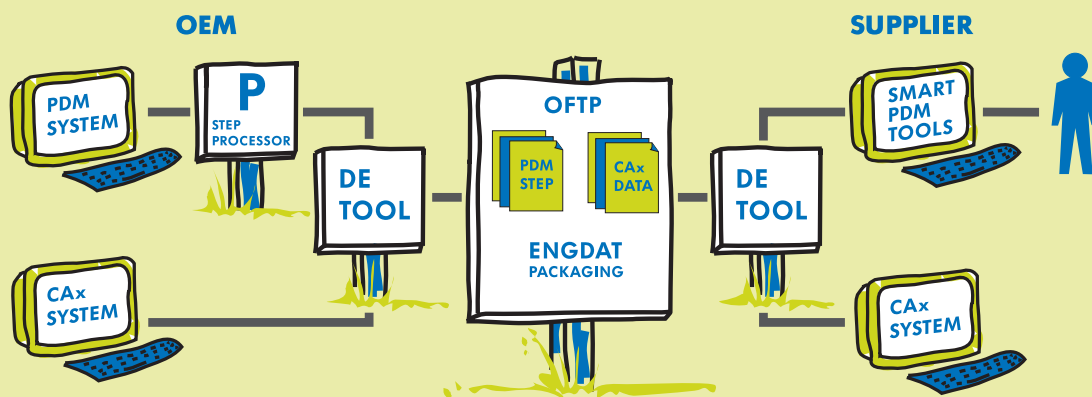 OEM
SUPPLIER
PDM
SYSTEM
P
STEP
PROCESSOR
DE
TOOL
CAx
SYSTEM
OFTP
PDM
STEP
CAx
DATA
ENGDAT
PACKAGING
DE
TOOL
SMART
PDM
TOOLS
CAx
SYSTEM